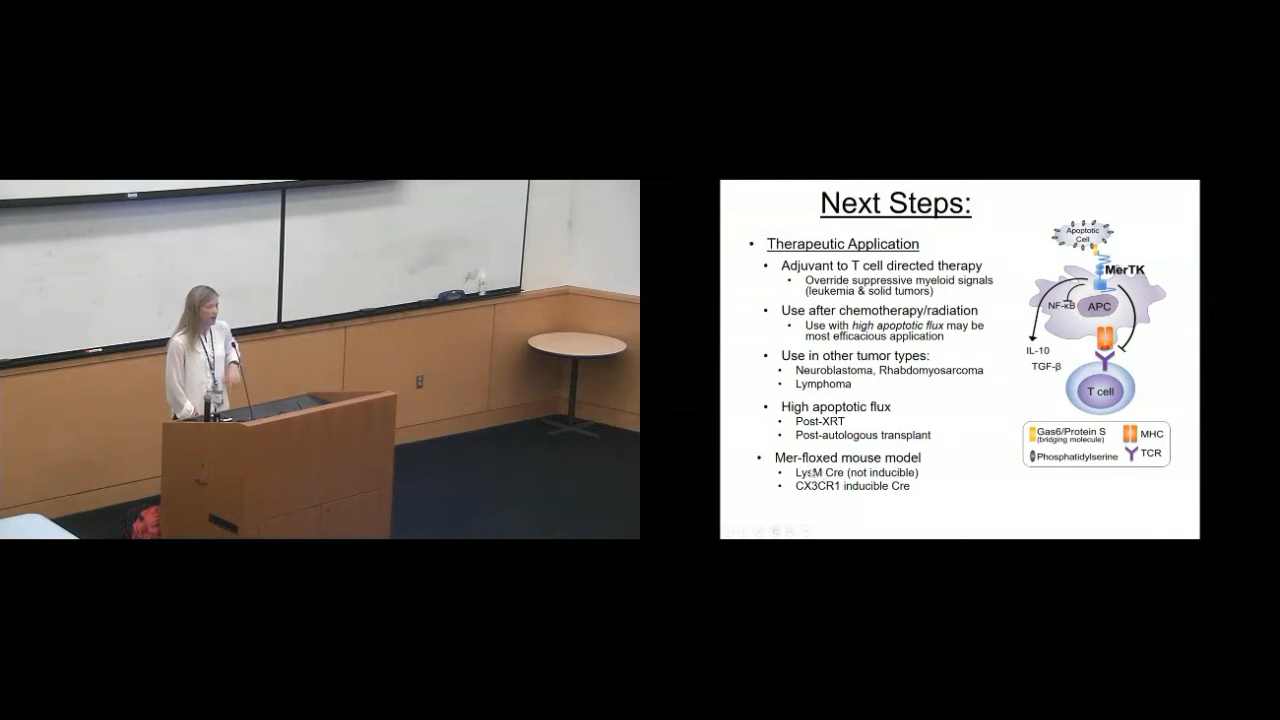 Next Steps:
• Therapeutic Application
• Adjuvant to T cell directed therapy
• Override suppressive myeloid signals
(leukemia & solid tumors)
• Use after chemotherapy/radiation
• Use with high apoptotic flux may be
most efficacious application
• Use in other tumor types:
• Neuroblastoma, Rhabdomyosarcoma
• Lymphoma
• High apoptotic flux
• Post-XRT
• Post-autologous transplant
• Mer-floxed mouse model
• LysM Cre (not inducible)
• CX3CR1 inducible Cre
Apoptotic
Cell
MerTK
NF-κB
APC
IL-10
TGF-β
T cell
Gas6/Protein S
(bridging molecule)
MHC
Phosphatidylserine
TCR